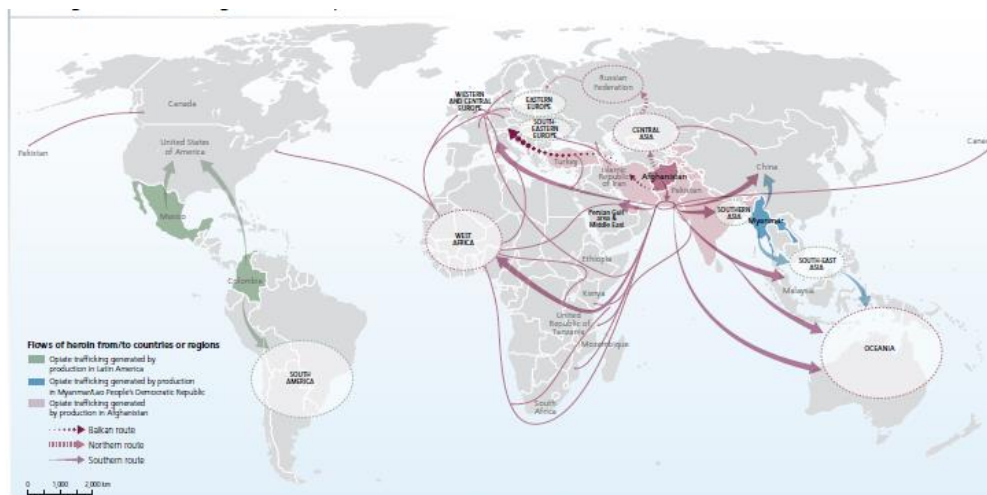 Canada
Pakistan
United States
of America
Mexico
Colombia
SOUTH
AMERICA
WESTERN
AND CENTRAL
EUROPE
EASTERN
EUROPE
SOUTH-
EASTERN
EUROPE
Russian
Federation
CENTRAL
ASIA
Turkey
Islamic
Republic
of Iran
Afghanistan
Pakistan
China
Persian Gulf
area &
Middle East
SOUTHERN
ASIA
Myanmar
WEST
AFRICA
Ethiopia
Kenya
United
Republic of
Tanzania
Mozambique
South
Africa
SOUTH-EAST
ASIA
Malaysia
OCEANIA
Flows of heroin from/to countries or regions
Opiate trafficking generated by
production in Latin America
Opiate trafficking generated by production
in Myanmar/Lao People's Democratic Republic
Opiate trafficking generated
by production in Afghanistan
Balkan route
Northern route
Southern route
0 1,000 2,000 km